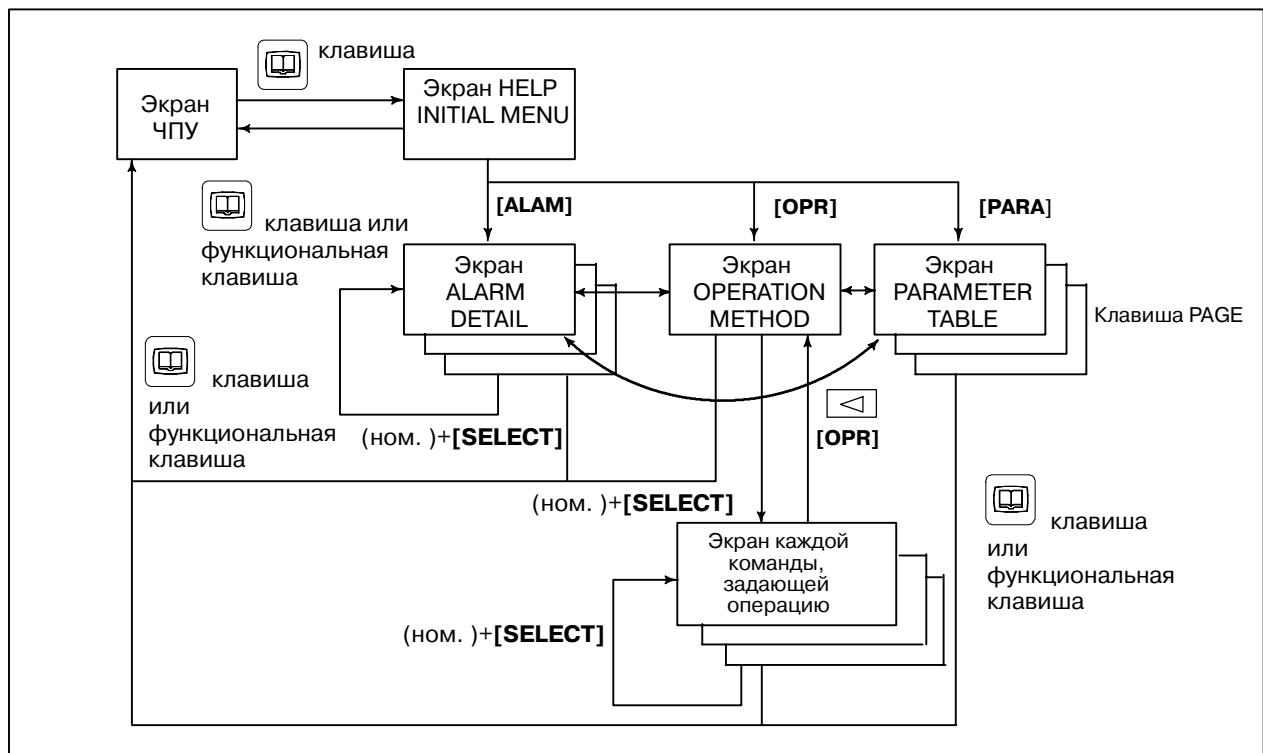 клавиша
Экран
ЧПУ
Экран HELP
INITIAL MENU
клавиша или
функциональная
клавиша
[ALAM]
[OPR]
[PARA]
Экран
ALARM
DETAIL
Экран
OPERATION
METHOD
Экран
PARAMETER
TABLE
Клавиша PAGE
клавиша
или
функциональная
клавиша
(ном. )+[SELECT]
[OPR]
(ном. )+[SELECT]
Экран каждой
команды,
задающей
операцию
клавиша
или
функциональная
клавиша
(ном. )+[SELECT]